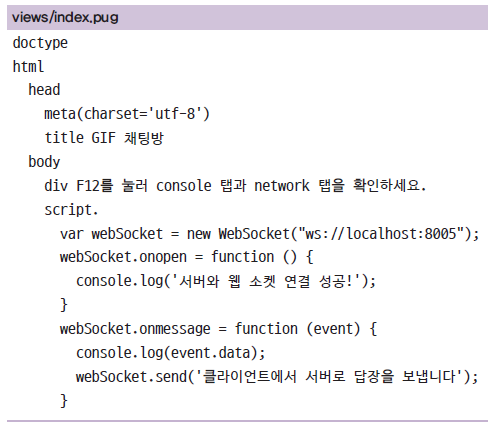 views/index.pug
doctype
html
  head
    meta(charset='utf-8')
    title GIF 채팅방
  body
    div F12를 눌러 console 탭과 network 탭을 확인하세요.
    script.
      var webSocket = new WebSocket("ws://localhost:8005");
      webSocket.onopen = function () {
        console.log('서버와 웹 소켓 연결 성공!');
      }
      webSocket.onmessage = function (event) {
        console.log(event.data);
        webSocket.send('클라이언트에서 서버로 답장을 보냅니다');
      }